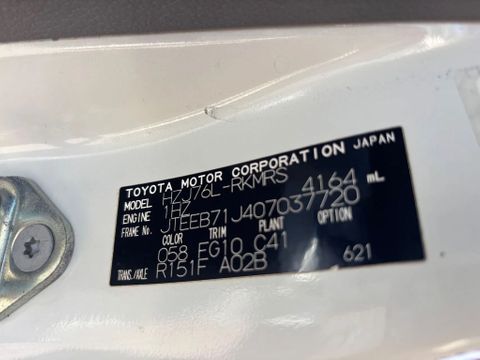 TOYOTA MOTOR CORPORATION JAPAN
MODEL HZJ76L-RKMRS
ENGINE 1HZ 4164 mL
FRAME No. JTEEB71J407037720
COLOR TRIM PLANT OPTION
058 FG10 C41
TRANS./AXLE R151F A02B 621